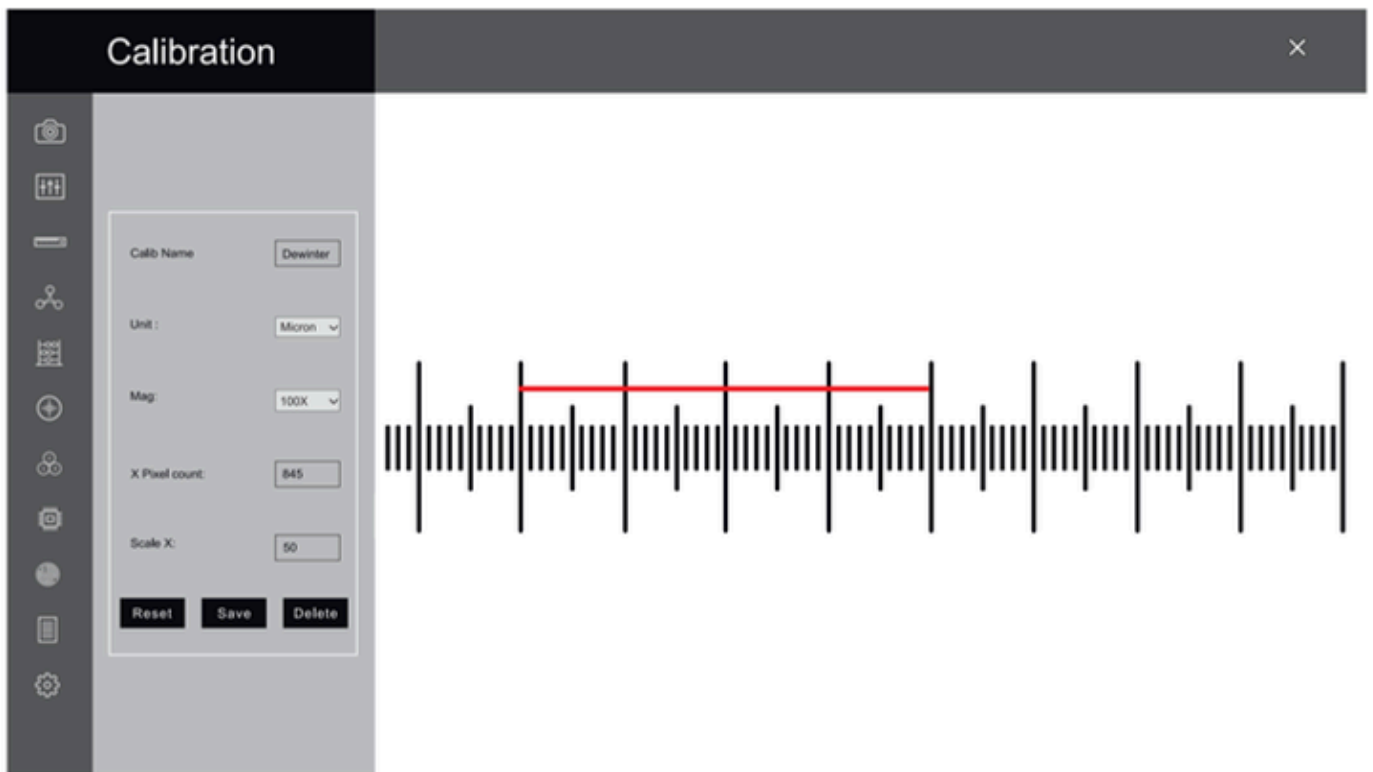 Calibration
Calib Name
Dewinter
Unit :
Micron
Mag:
100X
X Pixel count:
845
Scale X:
50
Reset Save Delete